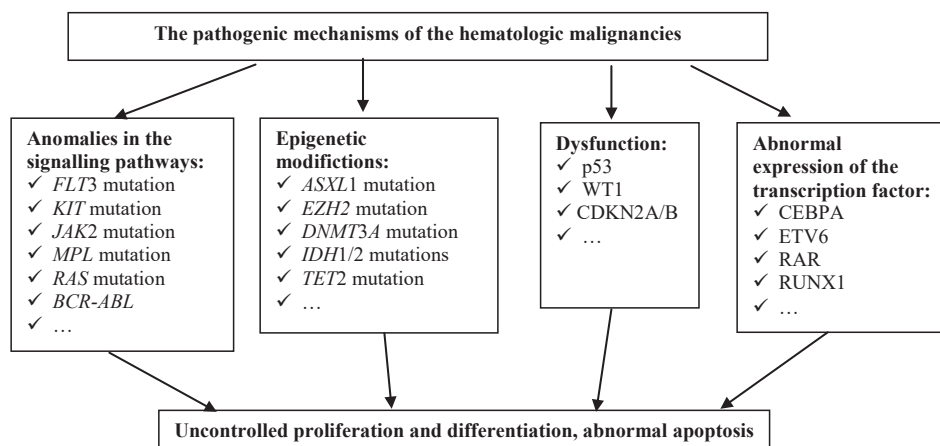 The pathogenic mechanisms of the hematologic malignancies
Anomalies in the
signalling pathways:
✓ FLT3 mutation
✓ KIT mutation
✓ JAK2 mutation
✓ MPL mutation
✓ RAS mutation
✓ BCR-ABL
✓ …
Epigenetic
modifictions:
✓ ASXL1 mutation
✓ EZH2 mutation
✓ DNMT3A mutation
✓ IDH1/2 mutations
✓ TET2 mutation
✓ …
Dysfunction:
✓ p53
✓ WT1
✓ CDKN2A/B
✓ …
Abnormal
expression of the
transcription factor:
✓ CEBPA
✓ ETV6
✓ RAR
✓ RUNX1
✓ …
Uncontrolled proliferation and differentiation, abnormal apoptosis